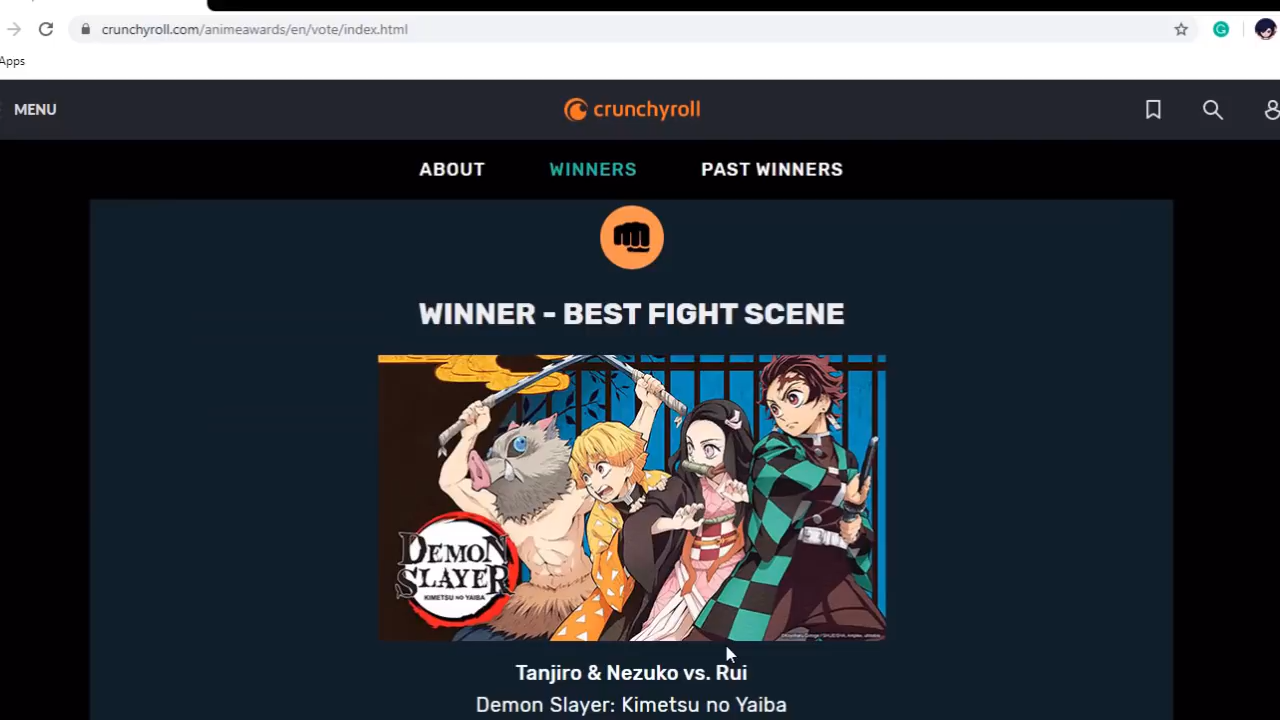 crunchyroll.com/animeawards/en/vote/index.html
Apps
MENU
crunchyroll
ABOUT
WINNERS
PAST WINNERS
WINNER - BEST FIGHT SCENE
DEMON
SLAYER
KIMETSU NO YAIBA
Tanjiro & Nezuko vs. Rui
Demon Slayer: Kimetsu no Yaiba